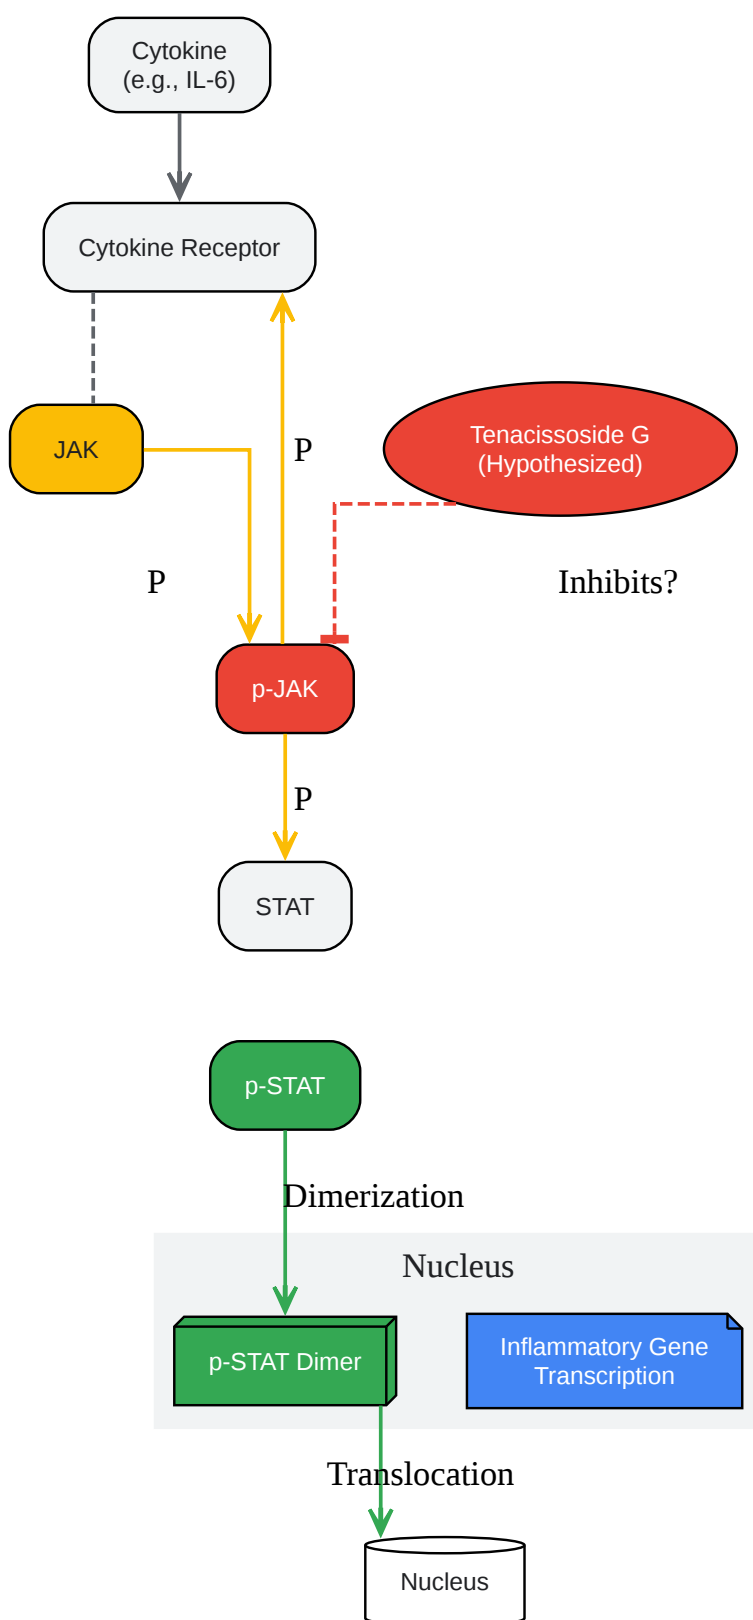 Cytokine
(e.g., IL-6)
Cytokine Receptor
JAK
P
Tenacissoside G
(Hypothesized)
P
Inhibits?
p-JAK
P
STAT
p-STAT
Dimerization
Nucleus
p-STAT Dimer
Inflammatory Gene
Transcription
Translocation
Nucleus